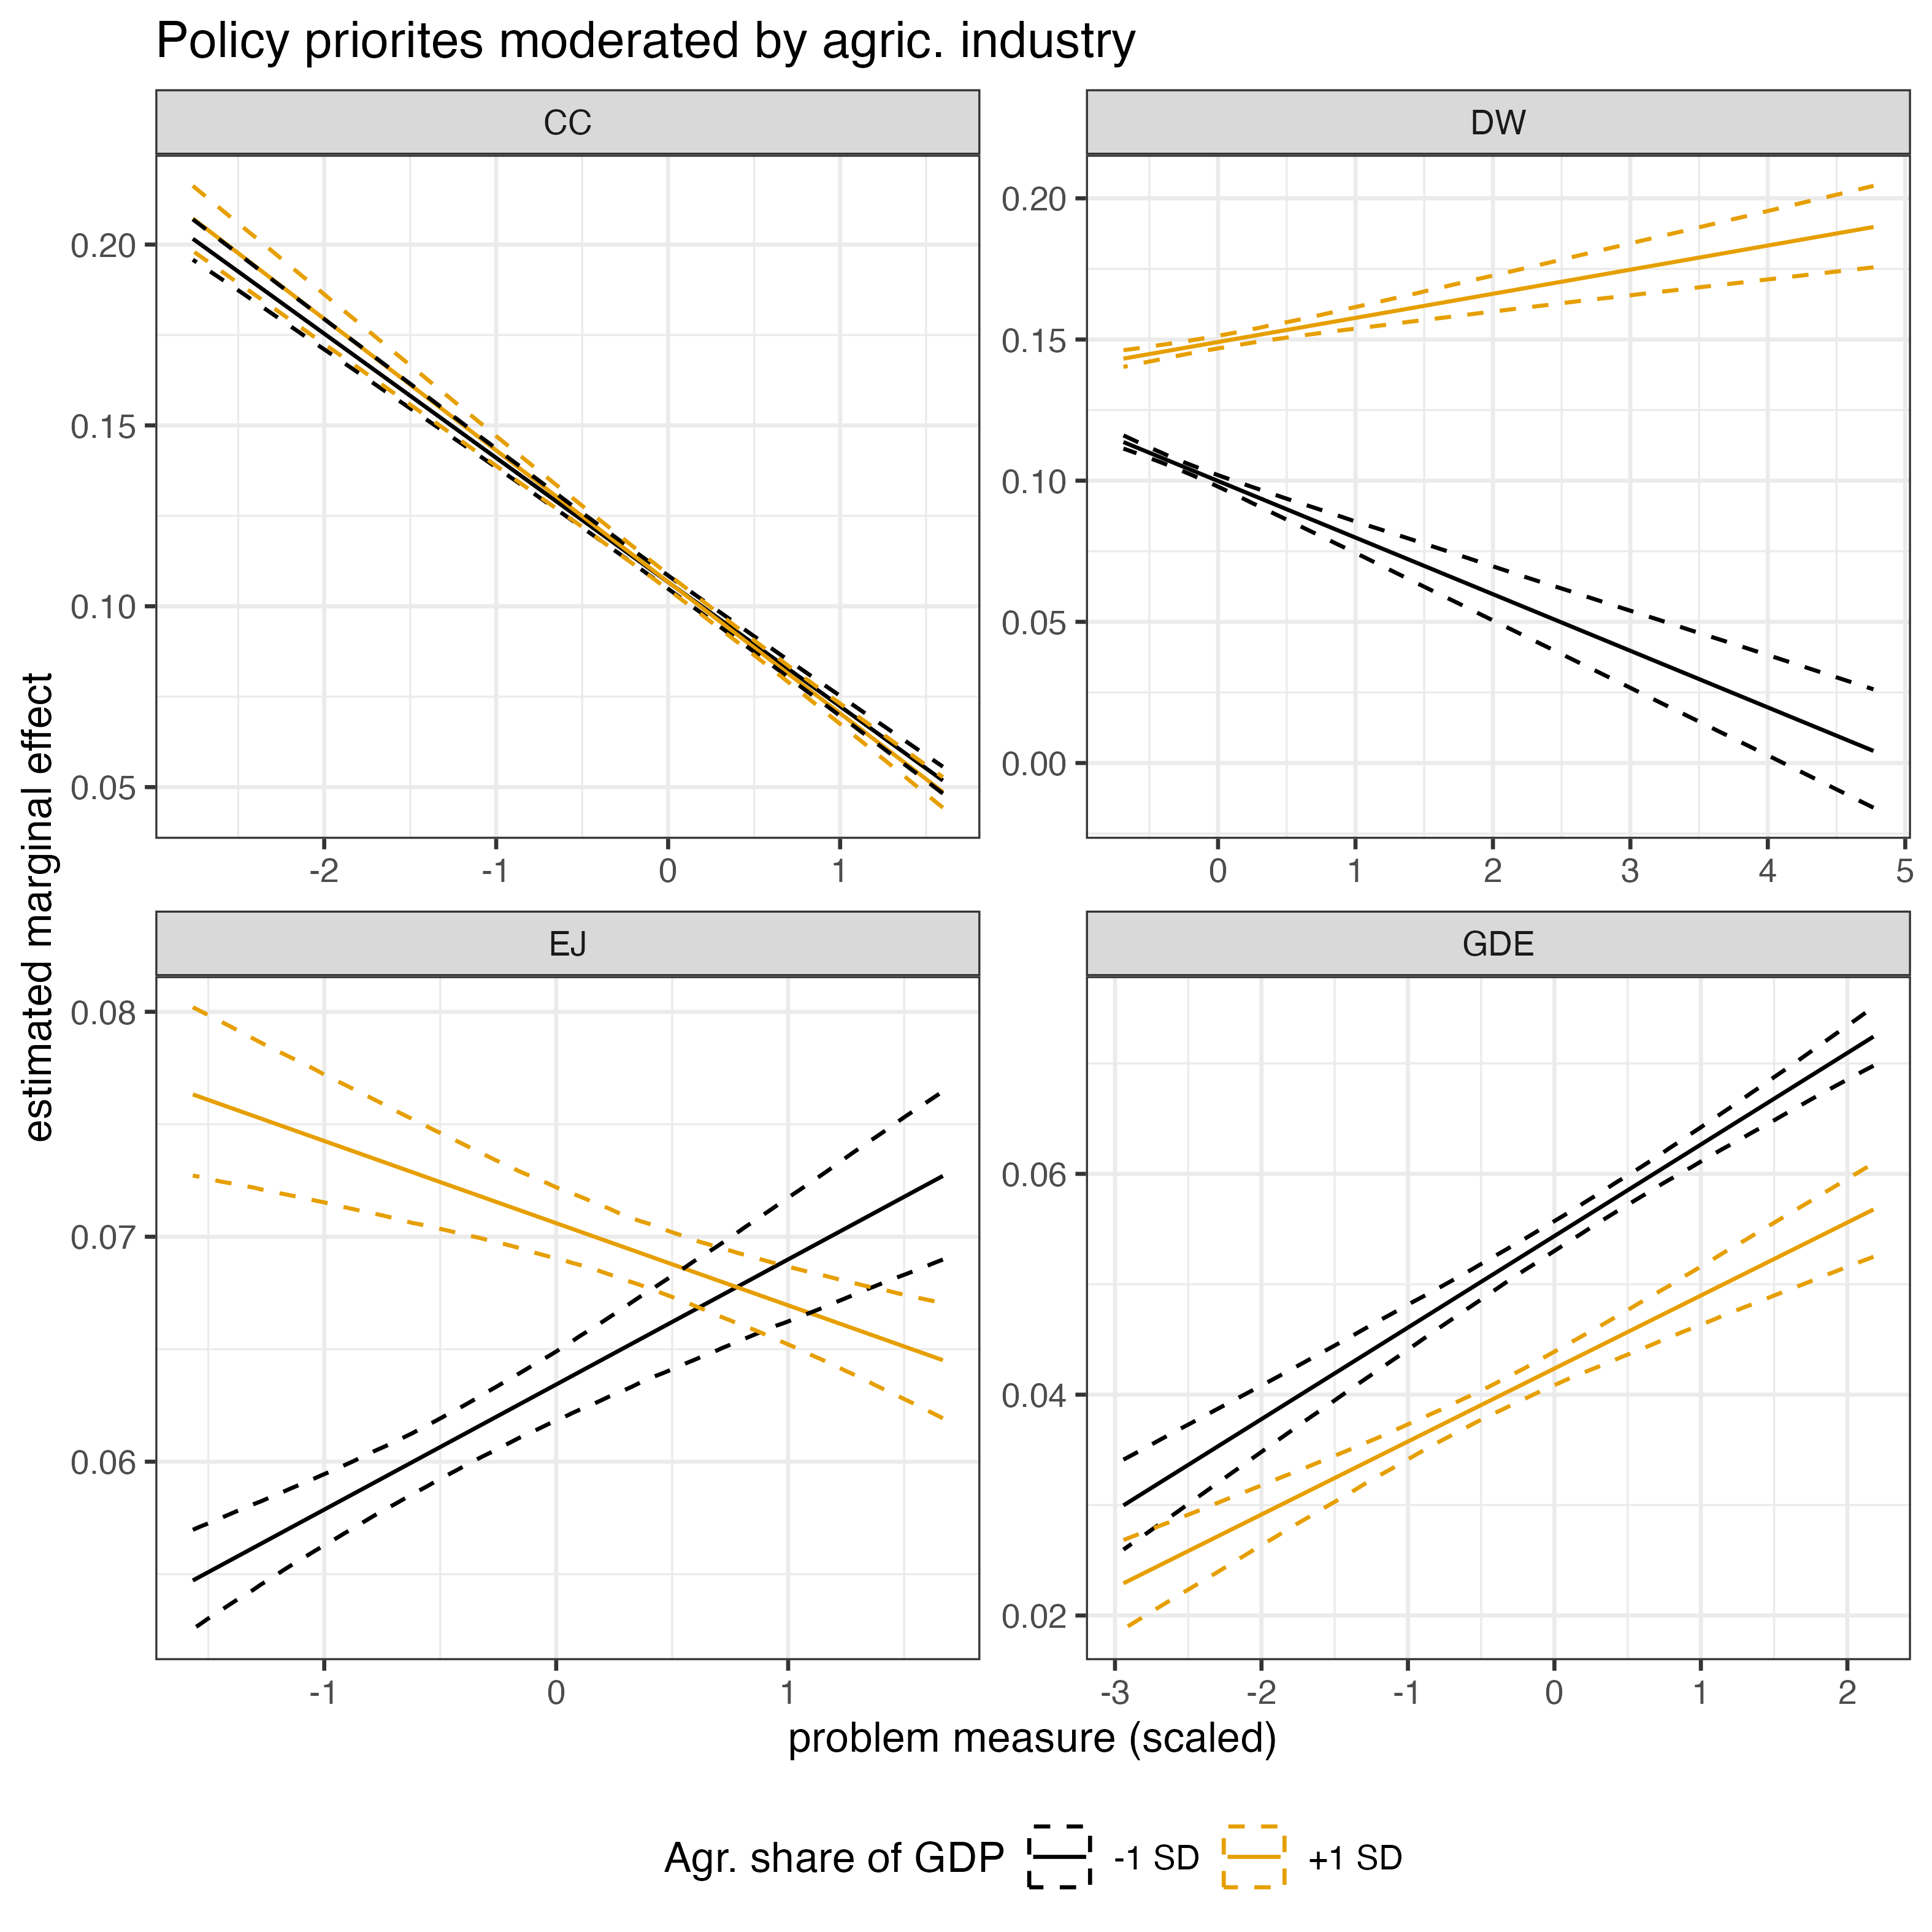 Policy priorites moderated by agric. industry
CC
DW
0.20
0.15
0.10
0.05
-2 -1 0 1
0.20
0.15
0.10
0.05
0.00
0 1 2 3 4 5
EJ
GDE
0.08
0.07
0.06
-1 0 1
0.06
0.04
0.02
-3 -2 -1 0 1 2
estimated marginal effect
problem measure (scaled)
Agr. share of GDP -1 SD +1 SD